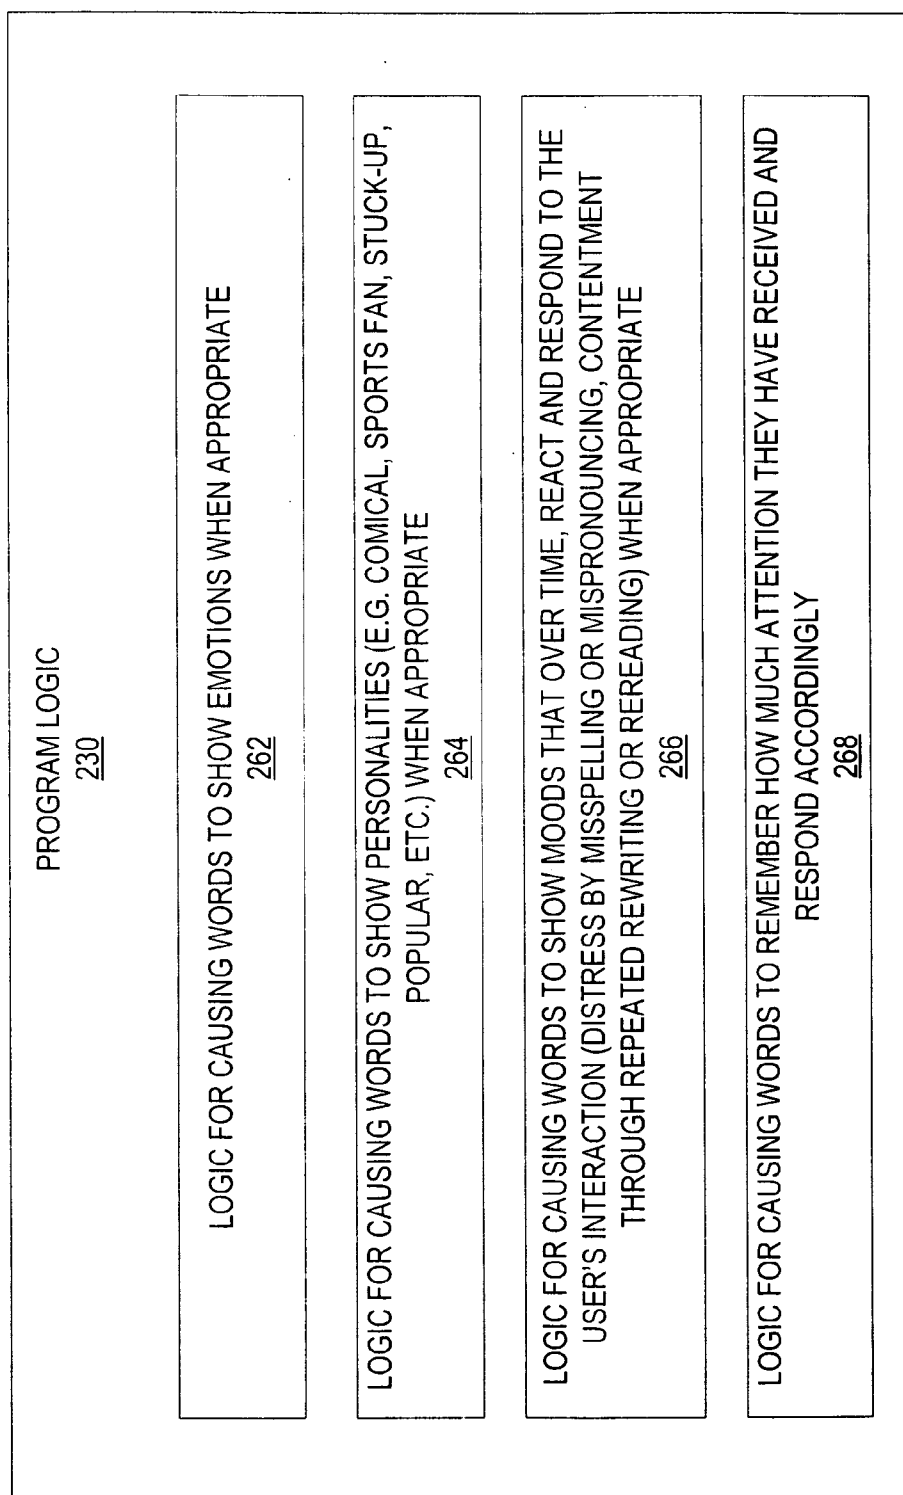 PROGRAM LOGIC
230
LOGIC FOR CAUSING WORDS TO SHOW EMOTIONS WHEN APPROPRIATE
262
LOGIC FOR CAUSING WORDS TO SHOW PERSONALITIES (E.G. COMICAL, SPORTS FAN, STUCK-UP,
POPULAR, ETC.) WHEN APPROPRIATE
264
LOGIC FOR CAUSING WORDS TO SHOW MOODS THAT OVER TIME, REACT AND RESPOND TO THE
USER'S INTERACTION (DISTRESS BY MISSPELLING OR MISPRONOUNCING, CONTENTMENT
THROUGH REPEATED REWRITING OR REREADING) WHEN APPROPRIATE
266
LOGIC FOR CAUSING WORDS TO REMEMBER HOW MUCH ATTENTION THEY HAVE RECEIVED AND
RESPOND ACCORDINGLY
268